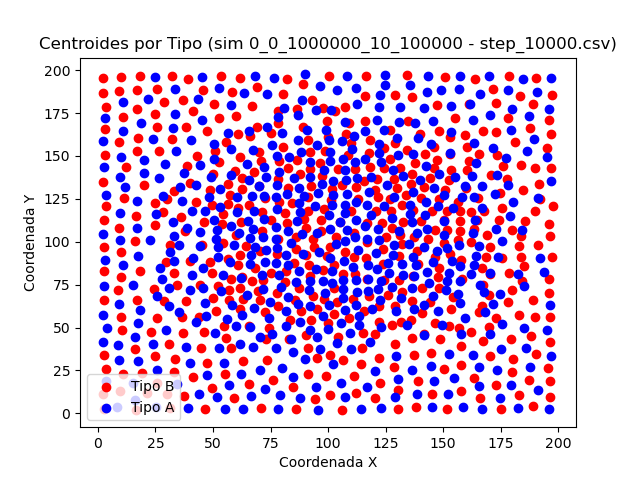 Centroides por Tipo (sim 0_0_1000000_10_100000 - step_10000.csv)
200
175
150
125
100
75
50
25
0
Coordenada Y
Tipo B
Tipo A
0 25 50 75 100 125 150 175 200
Coordenada X